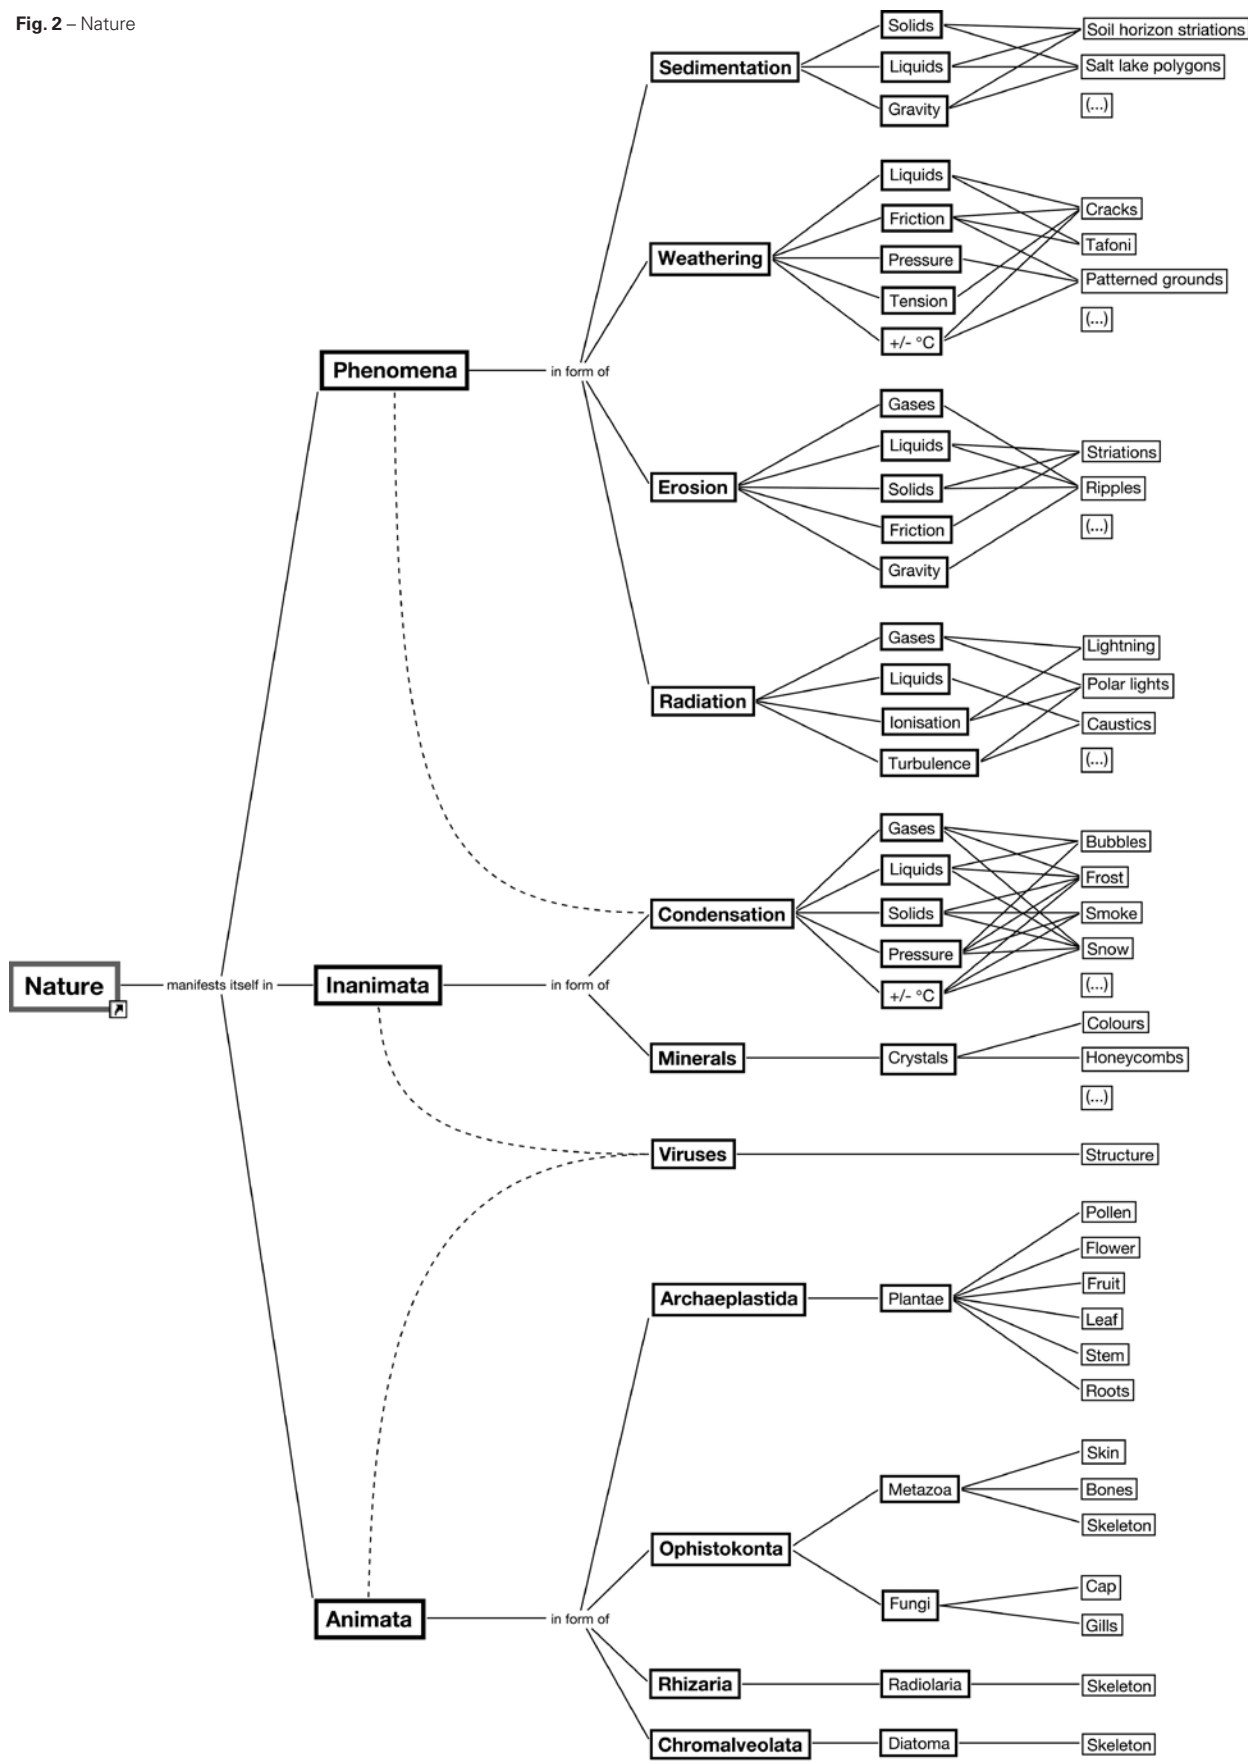 Fig. 2 – Nature
Solids
Soil horizon striations
Sedimentation
Liquids
Salt lake polygons
Gravity
(...)
Liquids
Cracks
Friction
Tafoni
Weathering
Pressure
Patterned grounds
Tension
(...)
+/- °C
Phenomena
in form of
Gases
Liquids
Striations
Erosion
Solids
Ripples
Friction
(...)
Gravity
Gases
Lightning
Liquids
Polar lights
Radiation
Ionisation
Caustics
Turbulence
(...)
Gases
Bubbles
Liquids
Frost
Condensation
Solids
Smoke
Pressure
Snow
+/- °C
(...)
Nature
manifests itself in
Inanimata
in form of
Colours
Minerals
Crystals
Honeycombs
(...)
Viruses
Structure
Pollen
Flower
Fruit
Archaeplastida
Plantae
Leaf
Stem
Roots
Skin
Metazoa
Bones
Skeleton
Ophistokonta
Cap
Fungi
Gills
Animata
in form of
Rhizaria
Radiolaria
Skeleton
Chromalveolata
Diatoma
Skeleton